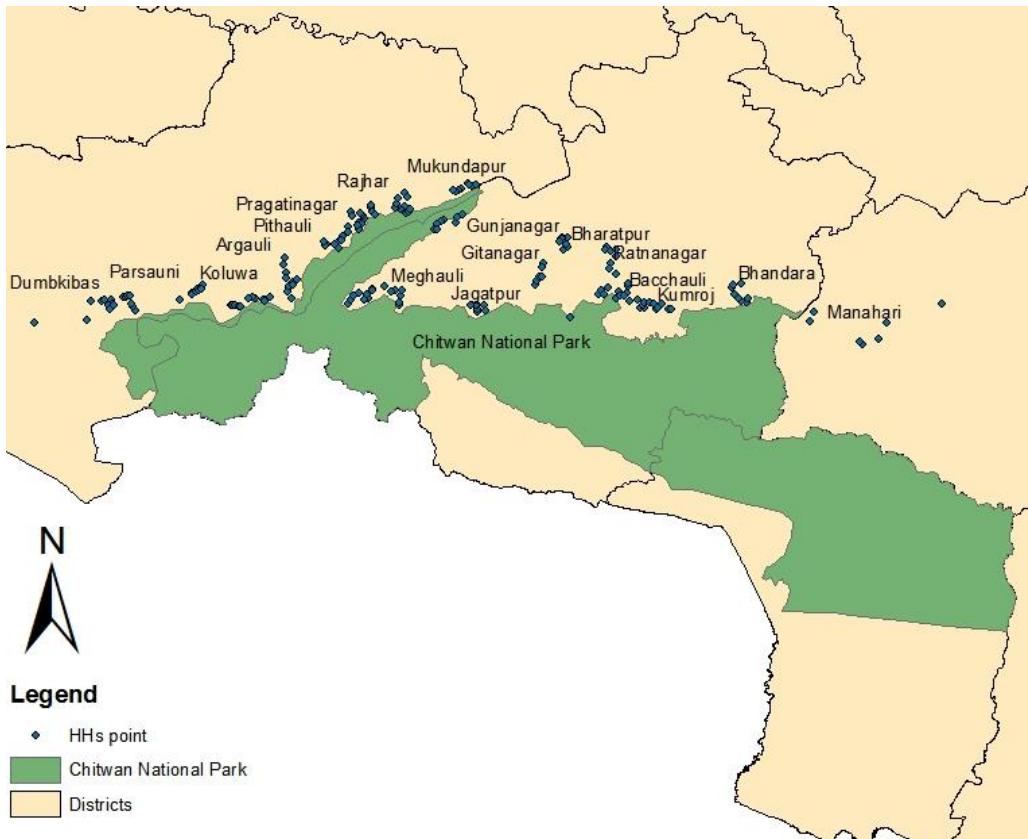 Mukundapur
Rajhar
Pragatinagar
Pithauli
Argauli
Gunjanagar
Bharatpur
Gitanagar
Ratnanagar
Dumbkibas
Parsauni
Koluwa
Meghauli
Bacchauli
Bhandara
Jagatpur
Kumroj
Manahari
Chitwan National Park
N
Legend
HHs point
Chitwan National Park
Districts